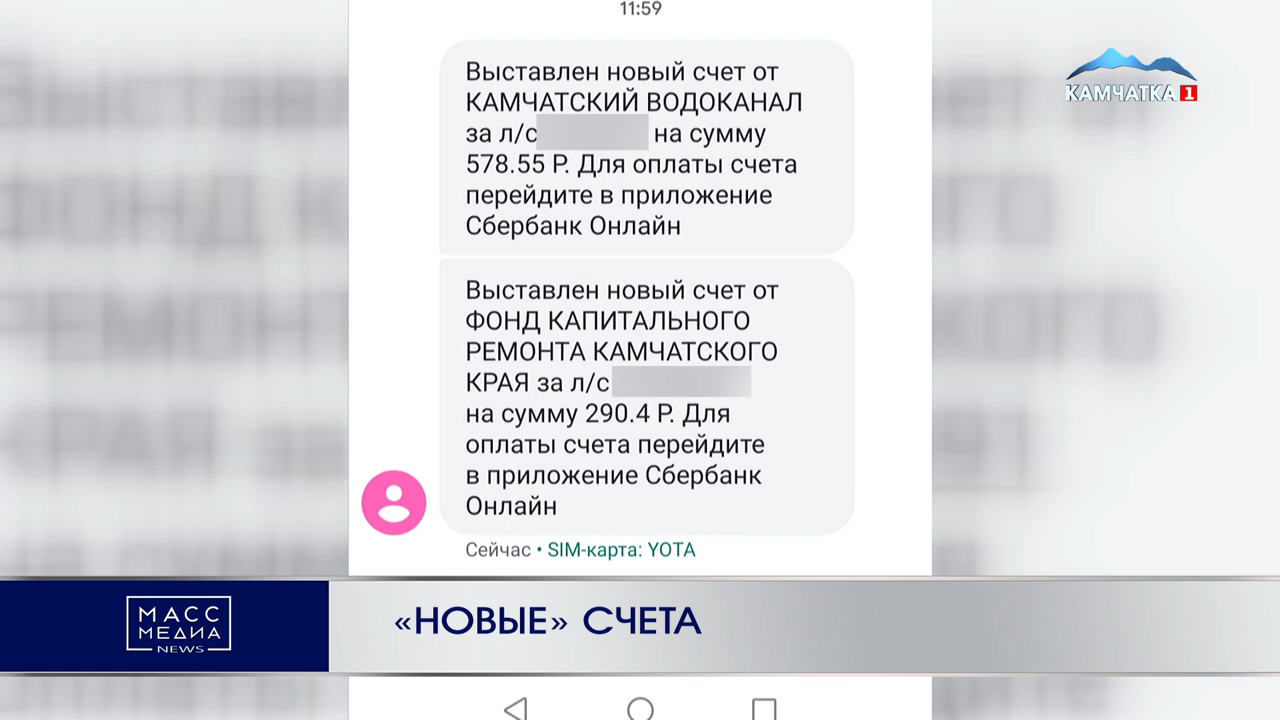 11:59
Выставлен новый счет от
КАМЧАТСКИЙ ВОДОКАНАЛ
за л/с на сумму
578.55 Р. Для оплаты счета
перейдите в приложение
Сбербанк Онлайн
Выставлен новый счет от
ФОНД КАПИТАЛЬНОГО
РЕМОНТА КАМЧАТСКОГО
КРАЯ за л/с
на сумму 290.4 Р. Для
оплаты счета перейдите
в приложение Сбербанк
Онлайн
Сейчас • SIM-карта: YOTA
КАМЧАТКА 1
МАСС
МЕДИА
NEWS
«НОВЫЕ» СЧЕТА